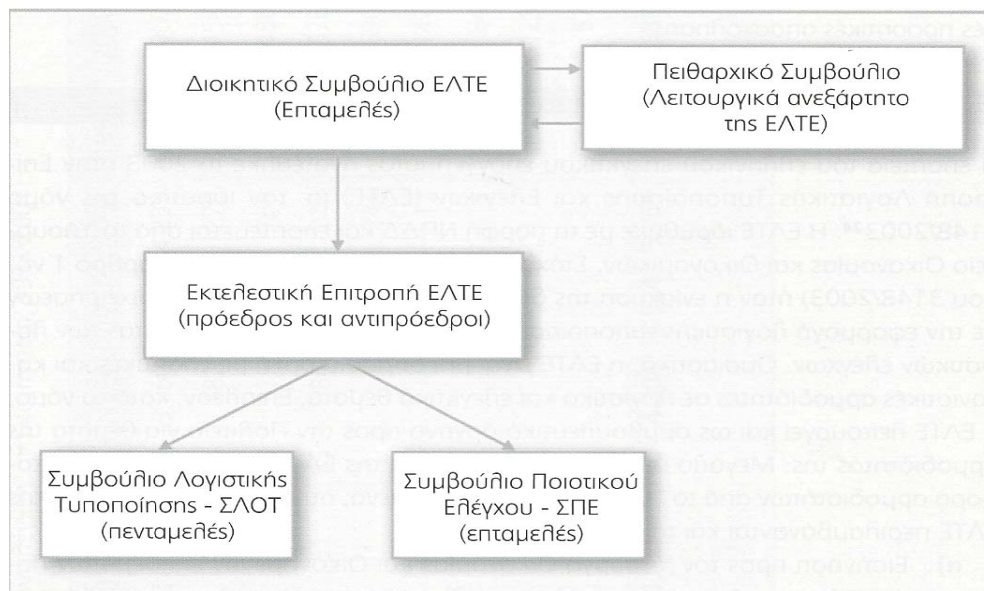 Διοικητικό Συμβούλιο ΕΛΤΕ
(Επταμελές)
Πειθαρχικό Συμβούλιο
(Λειτουργικά ανεξάρτητο
της ΕΛΤΕ)
Εκτελεστική Επιτροπή ΕΛΤΕ
(πρόεδρος και αντιπρόεδροι)
Συμβούλιο Λογιστικής
Τυποποίησης - ΣΛΟΤ
(πενταμελές)
Συμβούλιο Ποιοτικού
Ελέγχου - ΣΠΕ
(επταμελές)